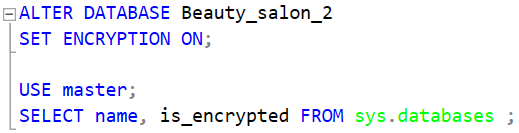 ALTER DATABASE Beauty_salon_2
SET ENCRYPTION ON;
USE master;
SELECT name, is_encrypted FROM sys.databases ;